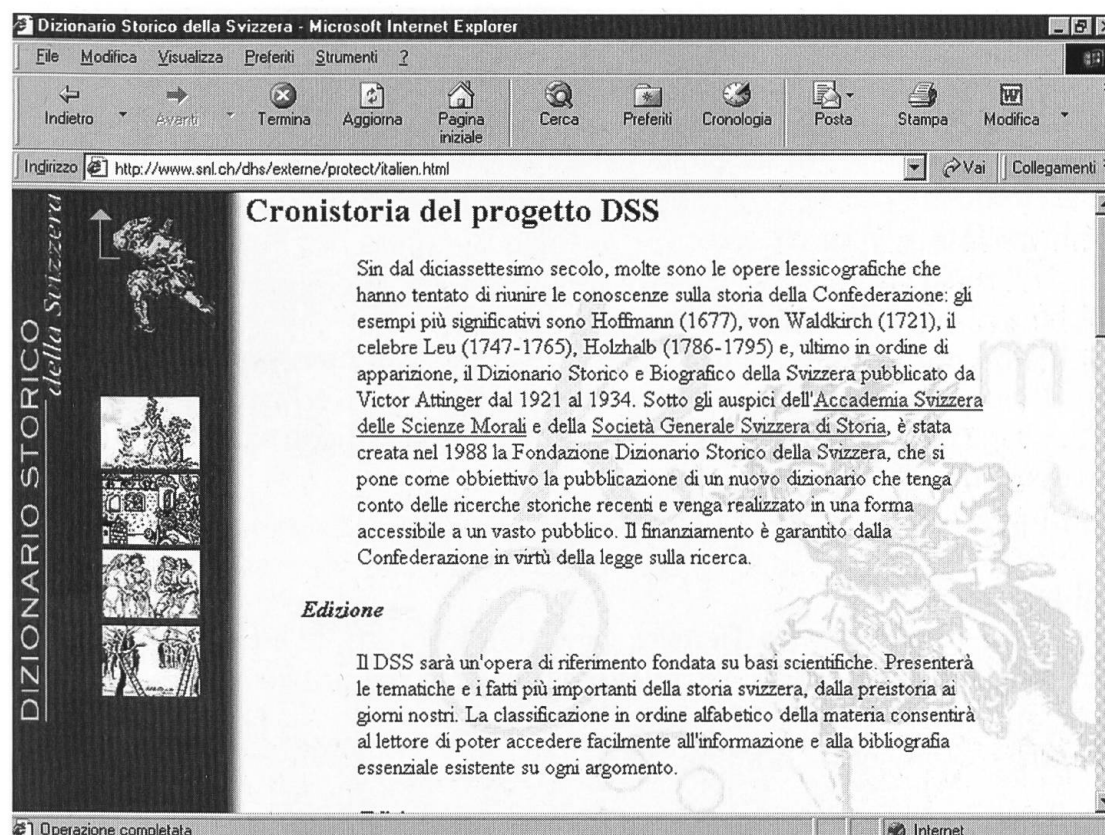 Dizionario Storico della Svizzera - Microsoft Internet Explorer
File Modifica Visualizza Preferiti Strumenti ?
Indietro Avanti Termina Aggiorna Pagina iniziale Cerca Preferiti Cronologia Posta Stampa Modifica
Indirizzo http://www.snl.ch/dhs/externe/protect/italien.html Vai Collegamenti
DIZIONARIO STORICO
della Svizzera
Cronistoria del progetto DSS
Sin dal diciassettesimo secolo, molte sono le opere lessicografiche che
hanno tentato di riunire le conoscenze sulla storia della Confederazione: gli
esempi più significativi sono Hoffmann (1677), von Waldkirch (1721), il
celebre Leu (1747-1765), Holzhalb (1786-1795) e, ultimo in ordine di
apparizione, il Dizionario Storico e Biografico della Svizzera pubblicato da
Victor Attinger dal 1921 al 1934. Sotto gli auspici dell'Accademia Svizzera
delle Scienze Morali e della Società Generale Svizzera di Storia, è stata
creata nel 1988 la Fondazione Dizionario Storico della Svizzera, che si
pone come obbiettivo la pubblicazione di un nuovo dizionario che tenga
conto delle ricerche storiche recenti e venga realizzato in una forma
accessibile a un vasto pubblico. Il finanziamento è garantito dalla
Confederazione in virtù della legge sulla ricerca.
Edizione
Il DSS sarà un'opera di riferimento fondata su basi scientifiche. Presenterà
le tematiche e i fatti più importanti della storia svizzera, dalla preistoria ai
giorni nostri. La classificazione in ordine alfabetico della materia consentirà
al lettore di poter accedere facilmente all'informazione e alla bibliografia
essenziale esistente su ogni argomento.
Operazione completata Internet